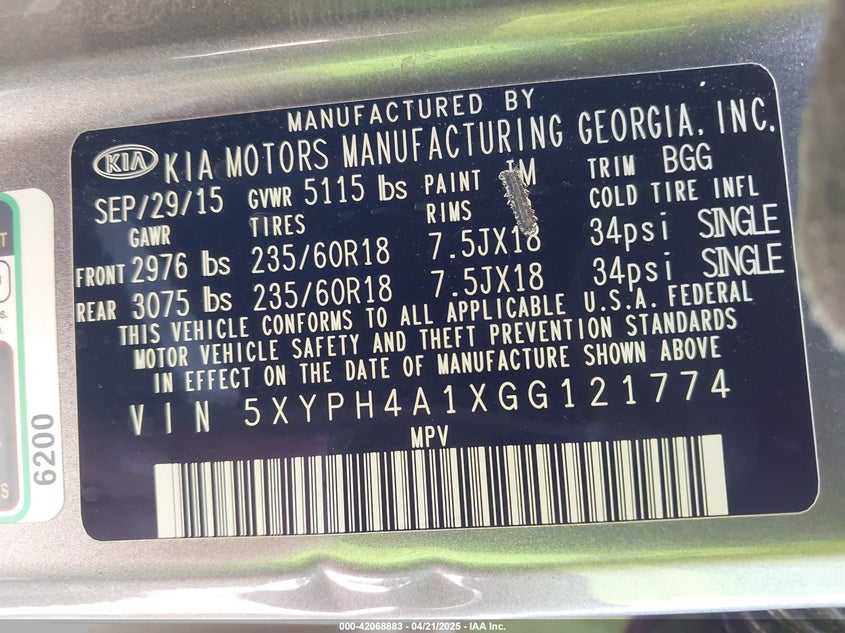 MANUFACTURED BY
KIA KIA MOTORS MANUFACTURING GEORGIA, INC.
SEP/29/15 GVWR 5115 lbs PAINT TRIM BGG
GAWR TIRES RIMS COLD TIRE INFL
FRONT 2976 lbs 235/60R18 7.5JX18 34psi SINGLE
REAR 3075 lbs 235/60R18 7.5JX18 34psi SINGLE
THIS VEHICLE CONFORMS TO ALL APPLICABLE U.S.A. FEDERAL
MOTOR VEHICLE SAFETY AND THEFT PREVENTION STANDARDS
IN EFFECT ON THE DATE OF MANUFACTURE SHOWN ABOVE
VIN 5XYPH4A1XGG121774
MPV
6200
000-42068883 — 04/21/2025 — IAA Inc.